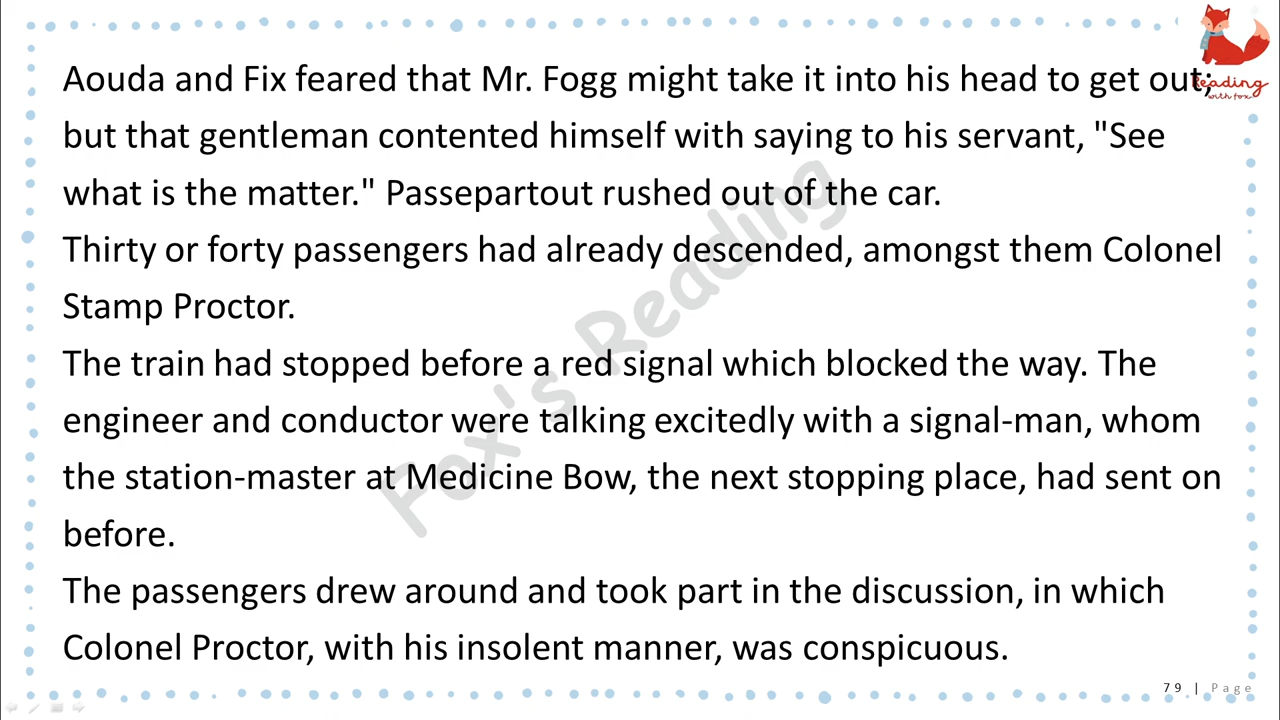 Reading
with fox
Aouda and Fix feared that Mr. Fogg might take it into his head to get out;
but that gentleman contented himself with saying to his servant, "See
what is the matter." Passepartout rushed out of the car.
Thirty or forty passengers had already descended, amongst them Colonel
Stamp Proctor.
The train had stopped before a red signal which blocked the way. The
engineer and conductor were talking excitedly with a signal-man, whom
the station-master at Medicine Bow, the next stopping place, had sent on
before.
The passengers drew around and took part in the discussion, in which
Colonel Proctor, with his insolent manner, was conspicuous.
Fox's Reading
79 | Page